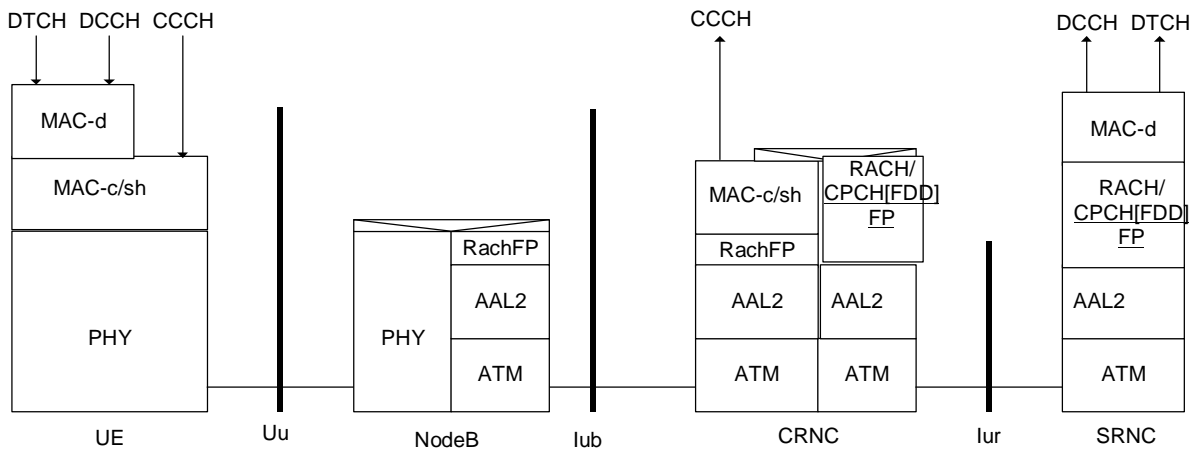 DTCH DCCH CCCH CCCH DCCH DTCH
MAC-d
MAC-c/sh
PHY
UE
Uu
PHY
RachFP
AAL2
ATM
NodeB
Iub
MAC-c/sh
RachFP
AAL2
ATM
RACH/
CPCH[FDD]
FP
AAL2
ATM
CRNC
Iur
MAC-d
RACH/
CPCH[FDD]
FP
AAL2
ATM
SRNC